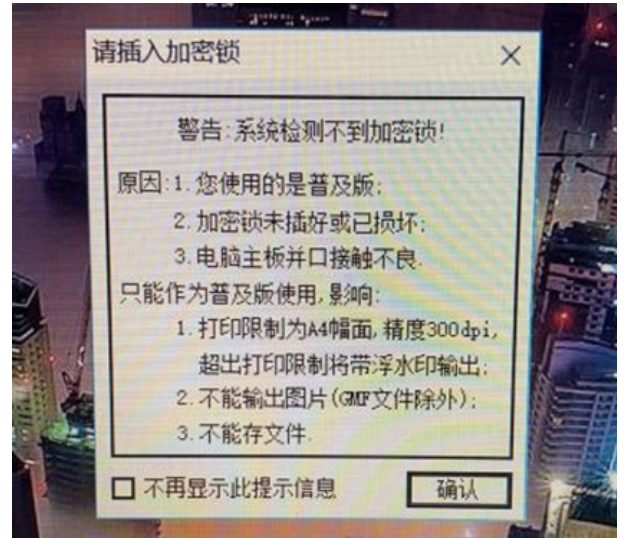 请插入加密锁
警告:系统检测不到加密锁!
原因:1.您使用的是普及版;
2.加密锁未插好或已损坏;
3.电脑主板并口接触不良.
只能作为普及版使用,影响:
1.打印限制为A4幅面,精度300dpi,
超出打印限制将带浮水印输出;
2.不能输出图片(GMF文件除外);
3.不能存文件.
不再显示此提示信息
确认